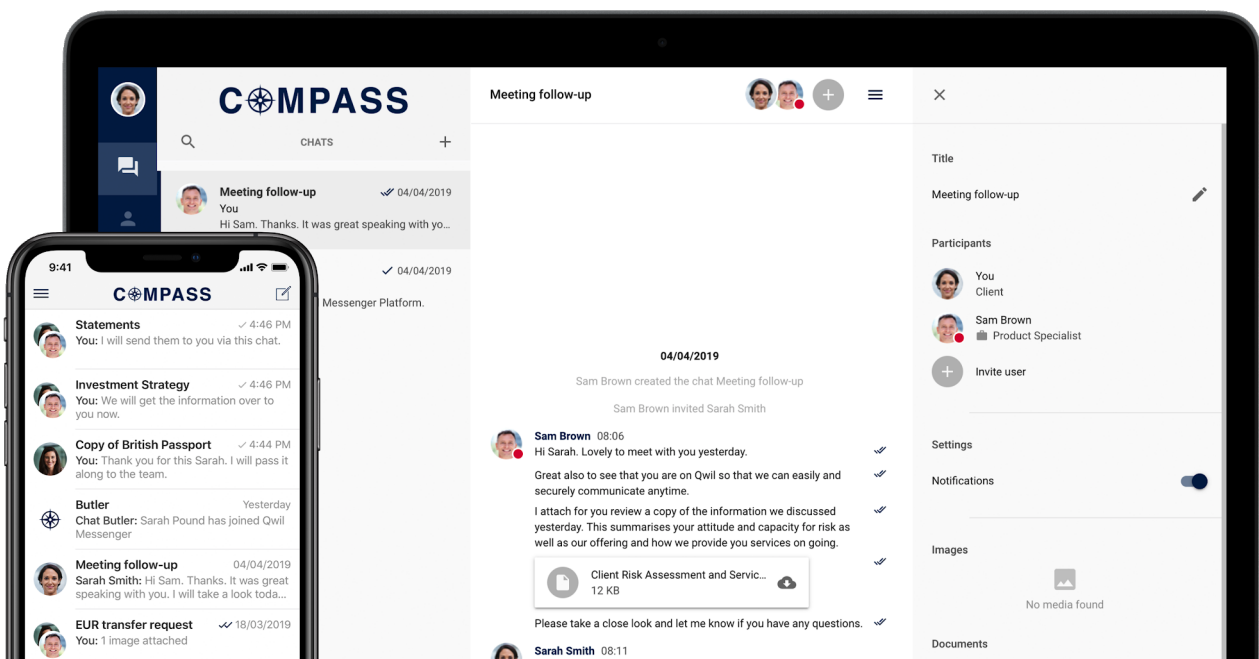 COMPASS
CHATS
Meeting follow-up 04/04/2019
You
Hi Sam. Thanks. It was great speaking with yo...
04/04/2019
Messenger Platform.
9:41
COMPASS
Statements 4:46 PM
You: I will send them to you via this chat.
Investment Strategy 4:46 PM
You: We will get the information over to
you now.
Copy of British Passport 4:44 PM
You: Thank you for this Sarah. I will pass it
along to the team.
Butler Yesterday
Chat Butler: Sarah Pound has joined Qwil
Messenger
Meeting follow-up 04/04/2019
Sarah Smith: Hi Sam. Thanks. It was great
speaking with you. I will take a look toda...
EUR transfer request 18/03/2019
You: 1 image attached
Meeting follow-up
04/04/2019
Sam Brown created the chat Meeting follow-up
Sam Brown invited Sarah Smith
Sam Brown 08:06
Hi Sarah. Lovely to meet with you yesterday.
Great also to see that you are on Qwil so that we can easily and
securely communicate anytime.
I attach for you review a copy of the information we discussed
yesterday. This summarises your attitude and capacity for risk as
well as our offering and how we provide you services on going.
Client Risk Assessment and Servic...
12 KB
Please take a close look and let me know if you have any questions.
Sarah Smith 08:11
Title
Meeting follow-up
Participants
You
Client
Sam Brown
Product Specialist
Invite user
Settings
Notifications
Images
No media found
Documents